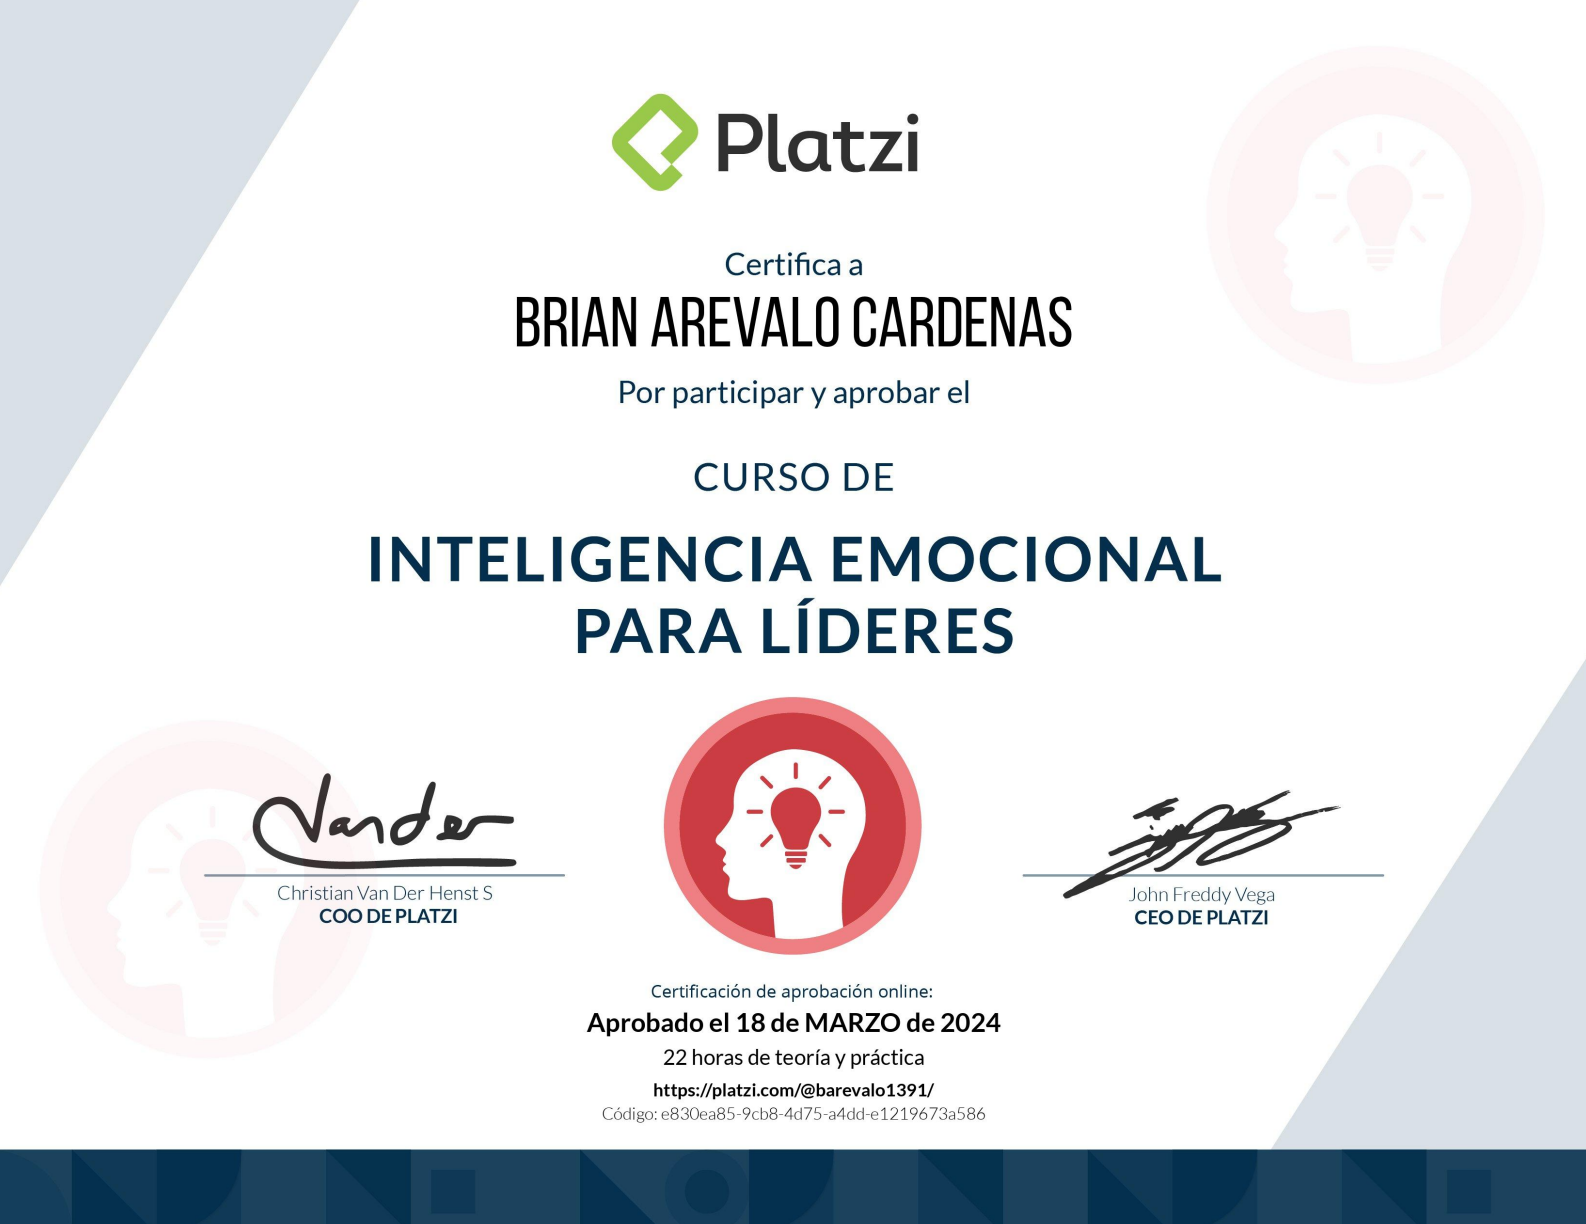 Platzi
Certifica a
BRIAN AREVALO CARDENAS
Por participar y aprobar el
CURSO DE
INTELIGENCIA EMOCIONAL
PARA LÍDERES
Vander
Christian Van Der Henst S
COO DE PLATZI
John Freddy Vega
CEO DE PLATZI
Certificación de aprobación online:
Aprobado el 18 de MARZO de 2024
22 horas de teoría y práctica
https://platzi.com/@barevalo1391/
Código: e830ea85-9cb8-4d75-a4dd-e1219673a586